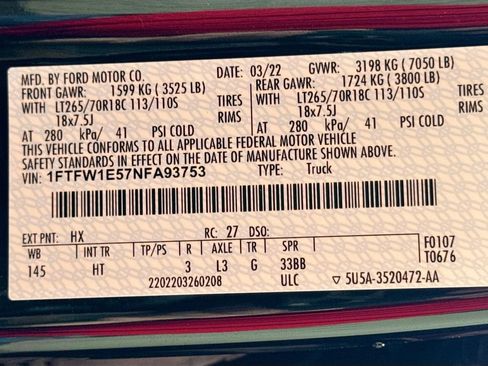 MFD. BY FORD MOTOR CO. 03/22 GVWR: 3198 KG (7050 LB)
FRONT GAWR: 1599 KG (3525 LB) REAR GAWR: 1724 KG (3800 LB)
WITH LT265/70R18C 113/110S TIRES WITH LT265/70R18C 113/110S TIRES
18x7.5J RIMS 18x7.5J RIMS
AT 280 kPa/ 41 PSI COLD AT 280 kPa/ 41 PSI COLD
THIS VEHICLE CONFORMS TO ALL APPLICABLE FEDERAL MOTOR VEHICLE
SAFETY STANDARDS IN EFFECT ON THE DATE OF MANUFACTURE SHOWN ABOVE.
VIN: 1FTFW1E57NFA93753 TYPE: Truck
EXT PNT: HX RC: 27 DSO:
WB INT TR TP/PS R AXLE TR SPR F0107
145 HT 3 L3 G 33BB T0676
2202203260208 ULC ▽ 5U5A-3520472-AA